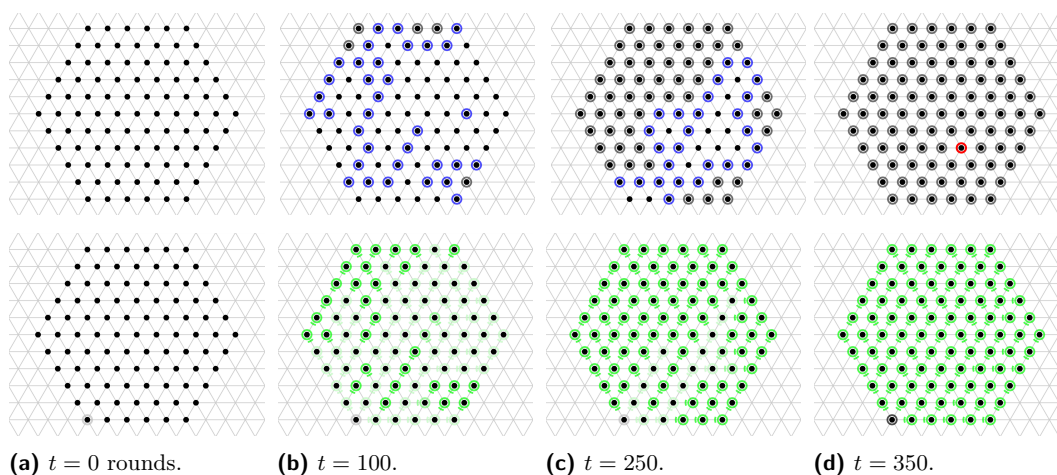 (a) t = 0 rounds. (b) t = 100. (c) t = 250. (d) t = 350.